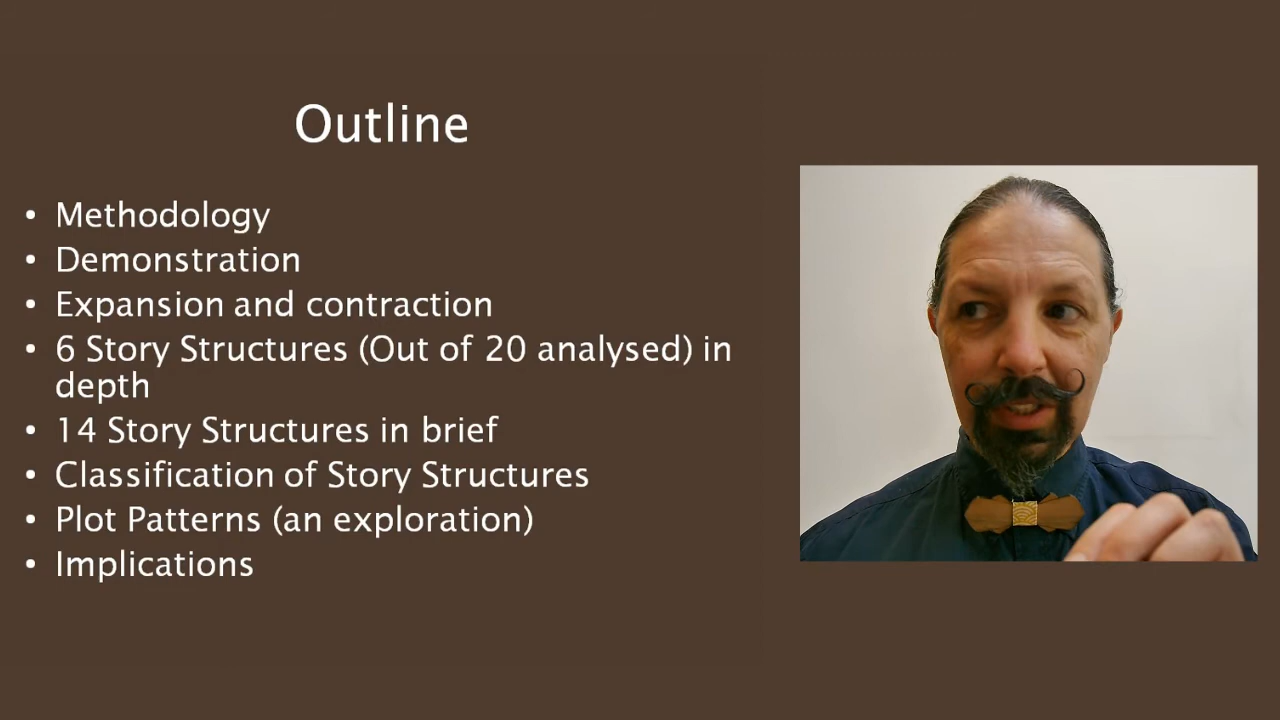 Outline
• Methodology
• Demonstration
• Expansion and contraction
• 6 Story Structures (Out of 20 analysed) in
depth
• 14 Story Structures in brief
• Classification of Story Structures
• Plot Patterns (an exploration)
• Implications